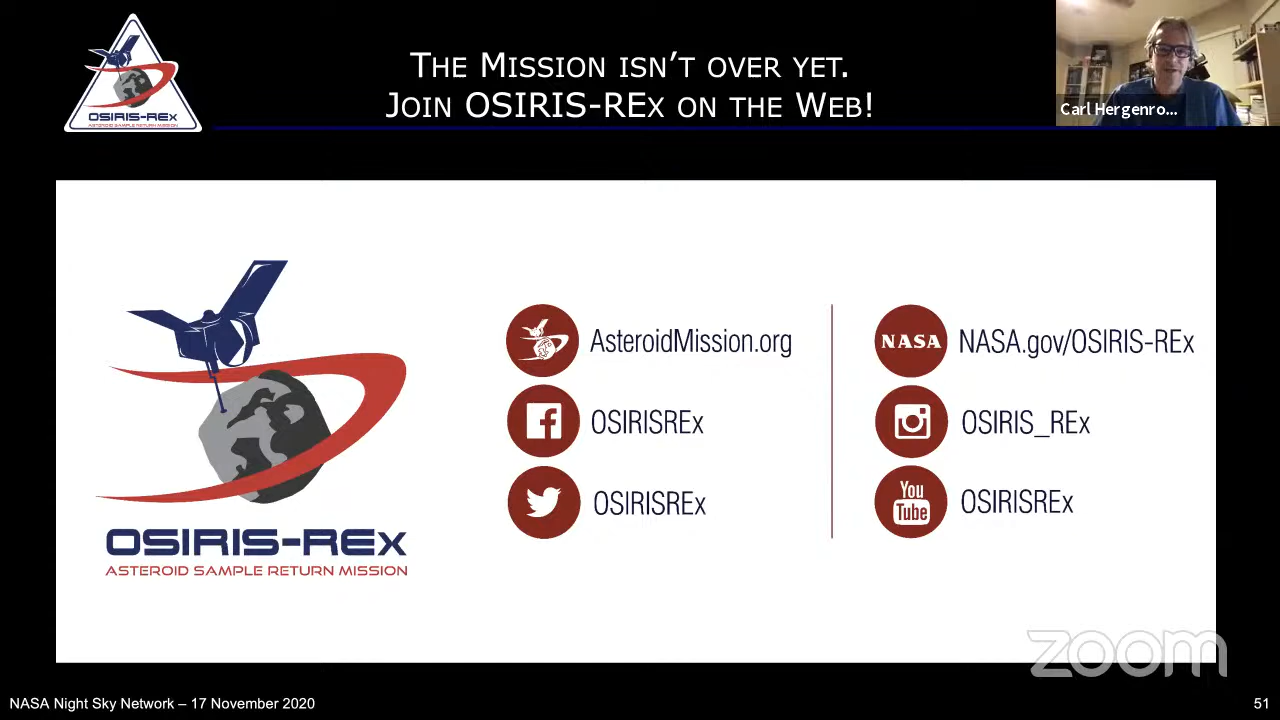 THE MISSION ISN'T OVER YET.
JOIN OSIRIS-REX ON THE WEB!
OSIRIS-REx
ASTEROID SAMPLE RETURN MISSION
Carl Hergenro...
AsteroidMission.org
OSIRISREx
OSIRISREx
NASA
NASA.gov/OSIRIS-REx
OSIRIS_REx
You
Tube
OSIRISREx
OSIRIS-REx
ASTEROID SAMPLE RETURN MISSION
zoom
NASA Night Sky Network – 17 November 2020
51